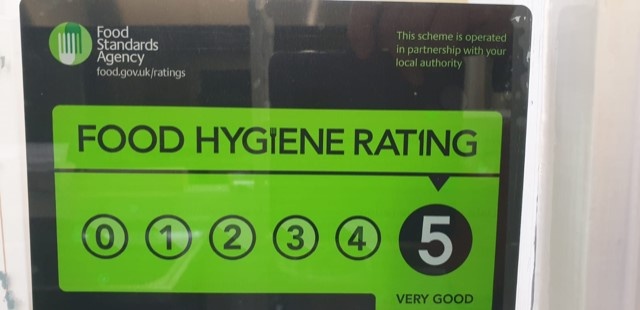 Food
Standards
Agency
food.gov.uk/ratings
This scheme is operated
in partnership with your
local authority
FOOD HYGIENE RATING
0 1 2 3 4 5
VERY GOOD